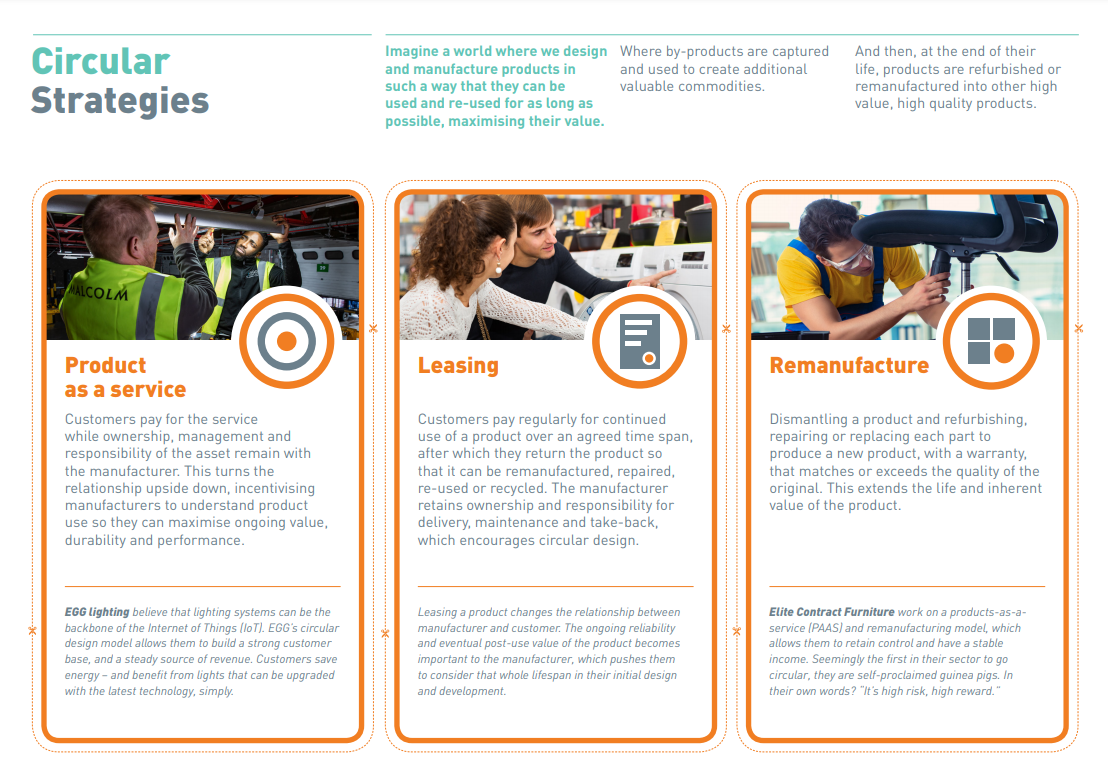 Circular
Strategies
Imagine a world where we design
and manufacture products in
such a way that they can be
used and re-used for as long as
possible, maximising their value.
Where by-products are captured
and used to create additional
valuable commodities.
And then, at the end of their
life, products are refurbished or
remanufactured into other high
value, high quality products.
MALCOLM
Product
as a service
Customers pay for the service
while ownership, management and
responsibility of the asset remain with
the manufacturer. This turns the
relationship upside down, incentivising
manufacturers to understand product
use so they can maximise ongoing value,
durability and performance.
EGG lighting believe that lighting systems can be the
backbone of the Internet of Things (IoT). EGG's circular
design model allows them to build a strong customer
base, and a steady source of revenue. Customers save
energy – and benefit from lights that can be upgraded
with the latest technology, simply.
Leasing
Customers pay regularly for continued
use of a product over an agreed time span,
after which they return the product so
that it can be remanufactured, repaired,
re-used or recycled. The manufacturer
retains ownership and responsibility for
delivery, maintenance and take-back,
which encourages circular design.
Leasing a product changes the relationship between
manufacturer and customer. The ongoing reliability
and eventual post-use value of the product becomes
important to the manufacturer, which pushes them
to consider that whole lifespan in their initial design
and development.
Remanufacture
Dismantling a product and refurbishing,
repairing or replacing each part to
produce a new product, with a warranty,
that matches or exceeds the quality of the
original. This extends the life and inherent
value of the product.
Elite Contract Furniture work on a products-as-a-
service (PAAS) and remanufacturing model, which
allows them to retain control and have a stable
income. Seemingly the first in their sector to go
circular, they are self-proclaimed guinea pigs. In
their own words? "It's high risk, high reward."